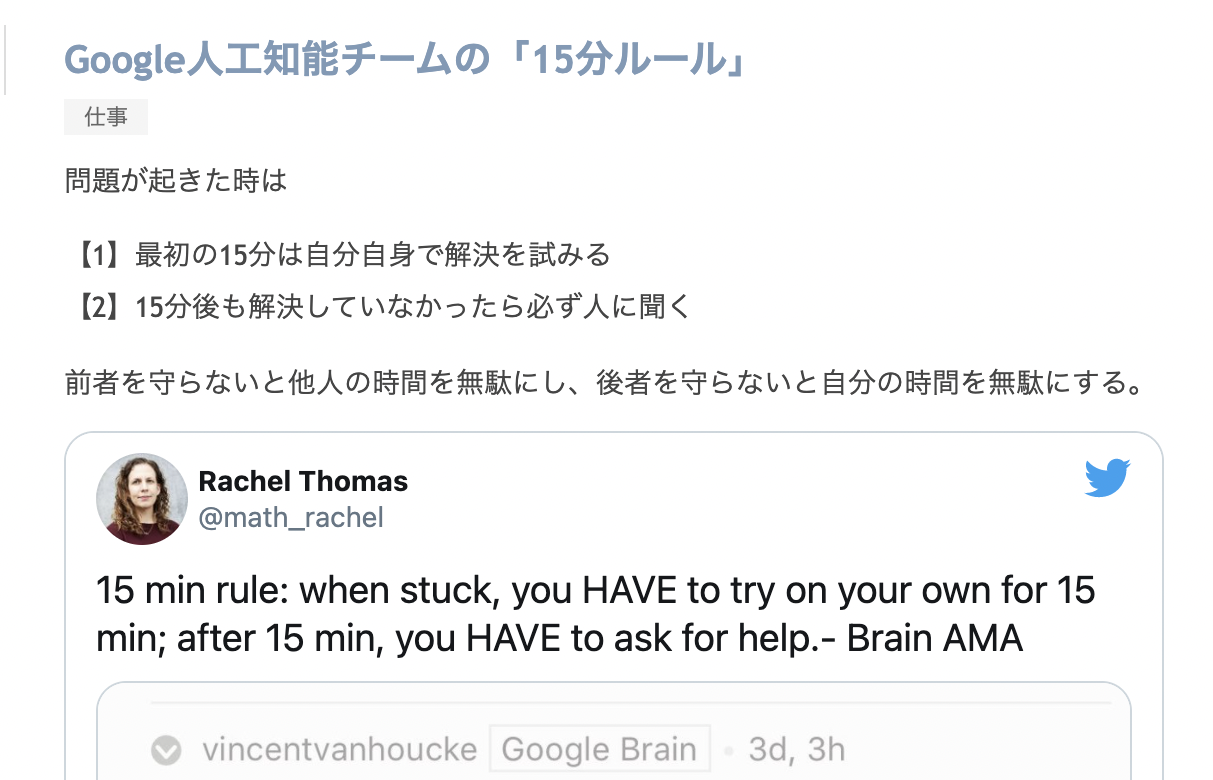 Google人工知能チームの「15分ルール」
仕事
問題が起きた時は
【1】最初の15分は自分自身で解決を試みる
【2】15分後も解決していなかったら必ず人に聞く
前者を守らないと他人の時間を無駄にし、後者を守らないと自分の時間を無駄にする。
Rachel Thomas
@math_rachel
15 min rule: when stuck, you HAVE to try on your own for 15
min; after 15 min, you HAVE to ask for help.- Brain AMA
vincentvanhoucke Google Brain • 3d, 3h